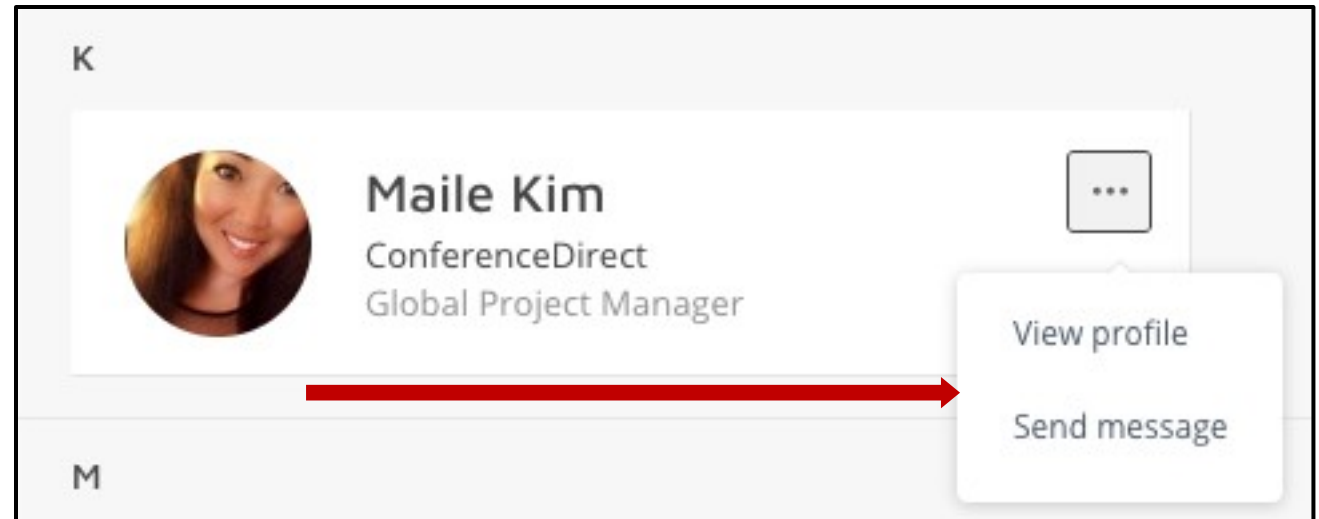 K
Maile Kim
ConferenceDirect
Global Project Manager
...
View profile
Send message
M